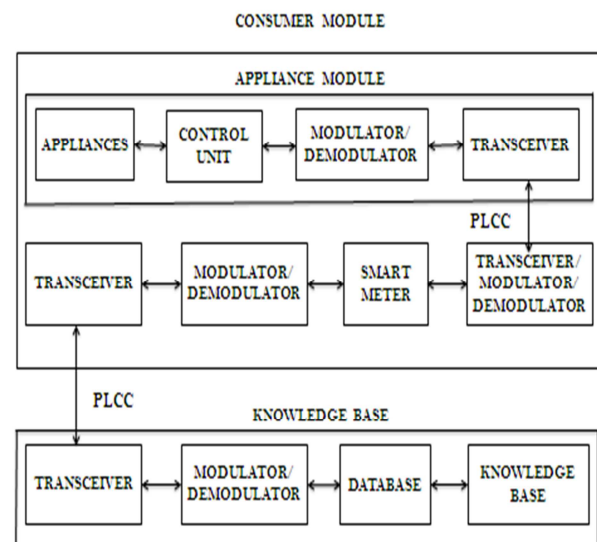 CONSUMER MODULE
APPLIANCE MODULE
APPLIANCES
CONTROL
UNIT
MODULATOR/
DEMODULATOR
TRANSCEIVER
PLCC
TRANSCEIVER
MODULATOR/
DEMODULATOR
SMART
METER
TRANSCEIVER/
MODULATOR/
DEMODULATOR
PLCC
KNOWLEDGE BASE
TRANSCEIVER
MODULATOR/
DEMODULATOR
DATABASE
KNOWLEDGE
BASE